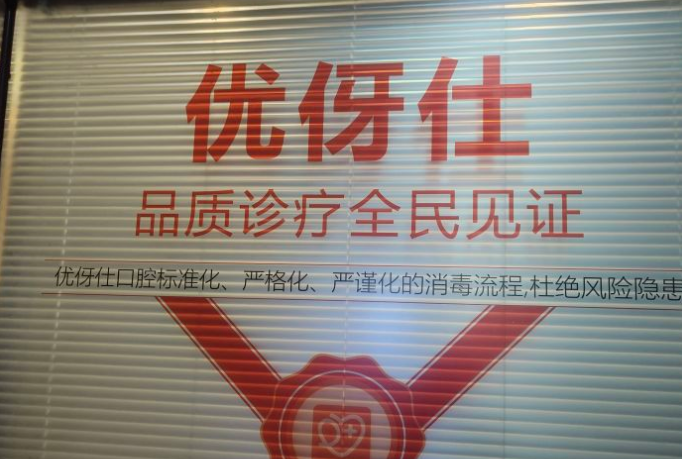 优伢仕
品质诊疗全民见证
优伢仕口腔标准化、严格化、严谨化的消毒流程,杜绝风险隐患